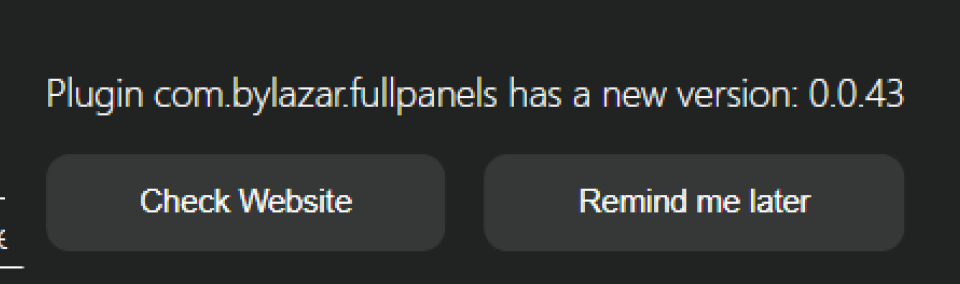 Plugin com.bylazar.fullpanels has a new version: 0.0.43
Check Website
Remind me later